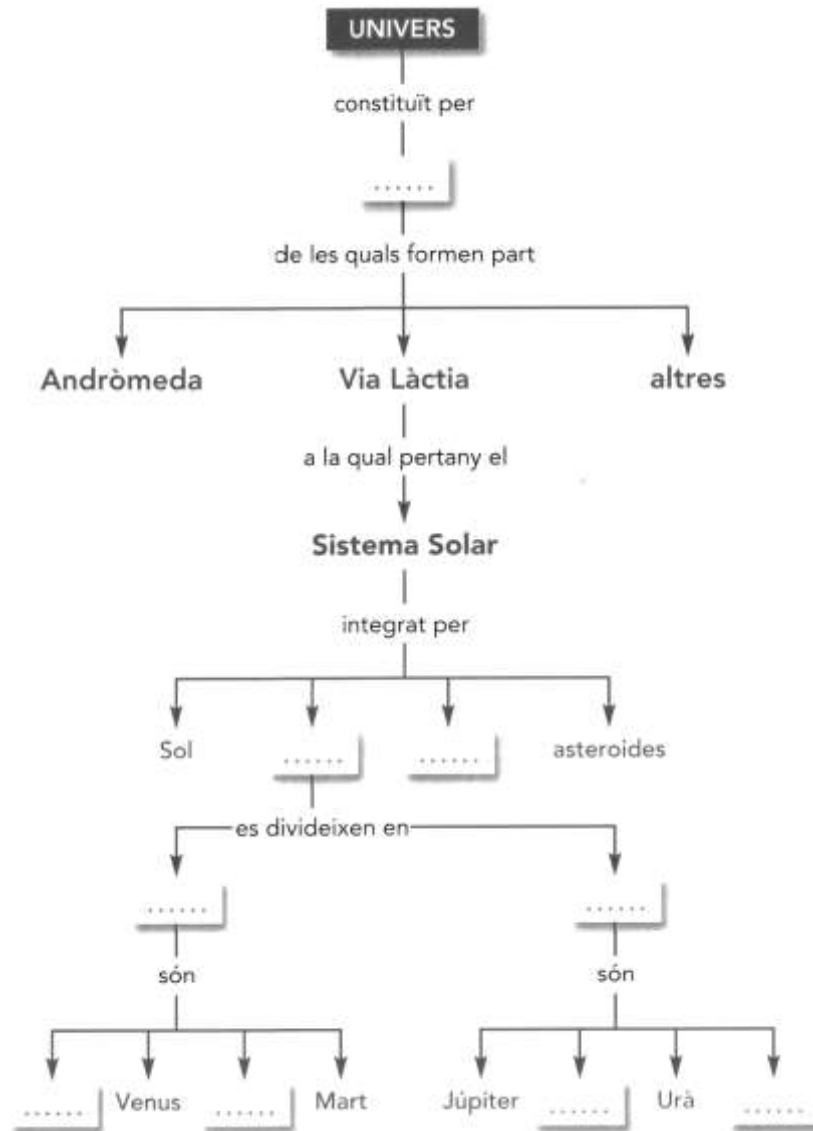 UNIVERS
constituït per
......
de les quals formen part
Andròmeda Via Làctia altres
a la qual pertany el
Sistema Solar
integrat per
Sol ...... ...... asteroides
es divideixen en
...... ......
són són
...... Venus ...... Mart Júpiter ...... Urà ......